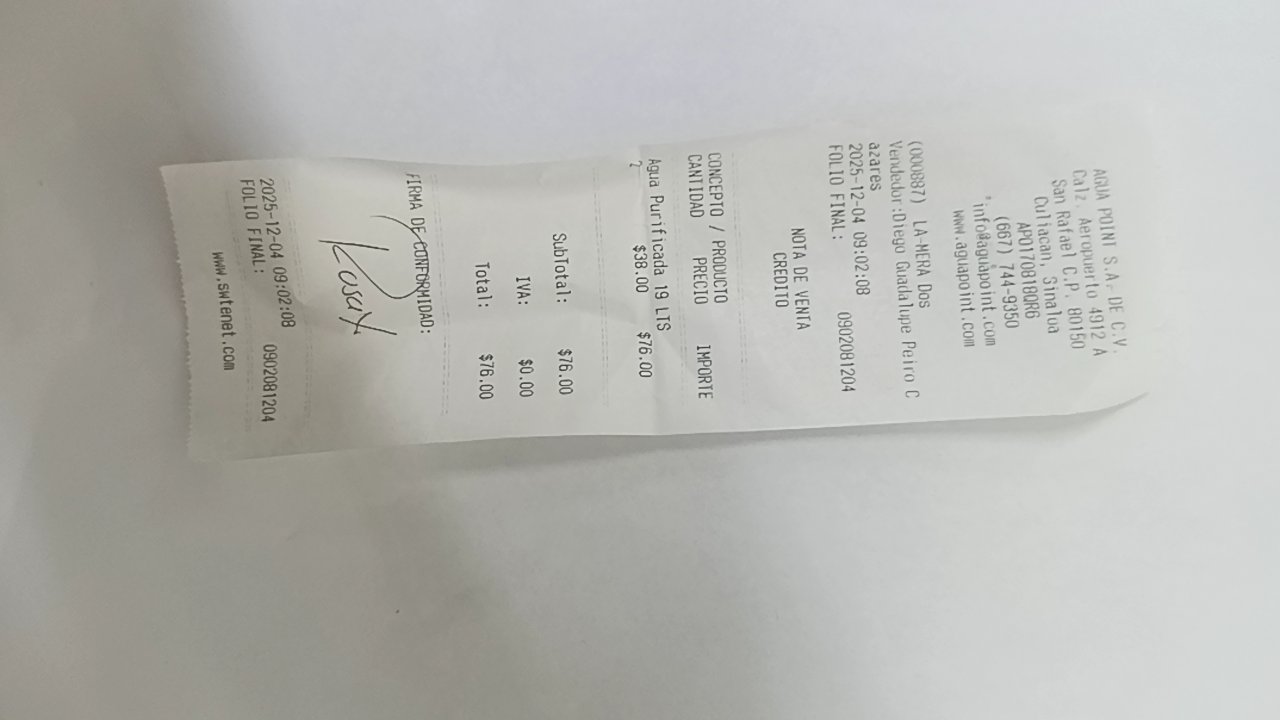 AGUA POINT S.A. DE C.V.
Calz. Aeropuerto 4912 A
San Rafael C.P. 80150
Culiacan, Sinaloa
APO170818QR6
(667) 744-9350
*info@aguapoint.com
www.aguapoint.com
(000887) LA-MERA DOS
Vendedor:Diego Guadalupe Peiro C
azares
2025-12-04 09:02:08
FOLIO FINAL: 0902081204
NOTA DE VENTA
CREDITO
CONCEPTO / PRODUCTO
CANTIDAD PRECIO IMPORTE
Agua Purificada 19 LTS
2 $38.00 $76.00
SubTotal: $76.00
IVA: $0.00
Total: $76.00
FIRMA DE CONFORMIDAD:
2025-12-04 09:02:08
FOLIO FINAL: 0902081204
www.swtenet.com